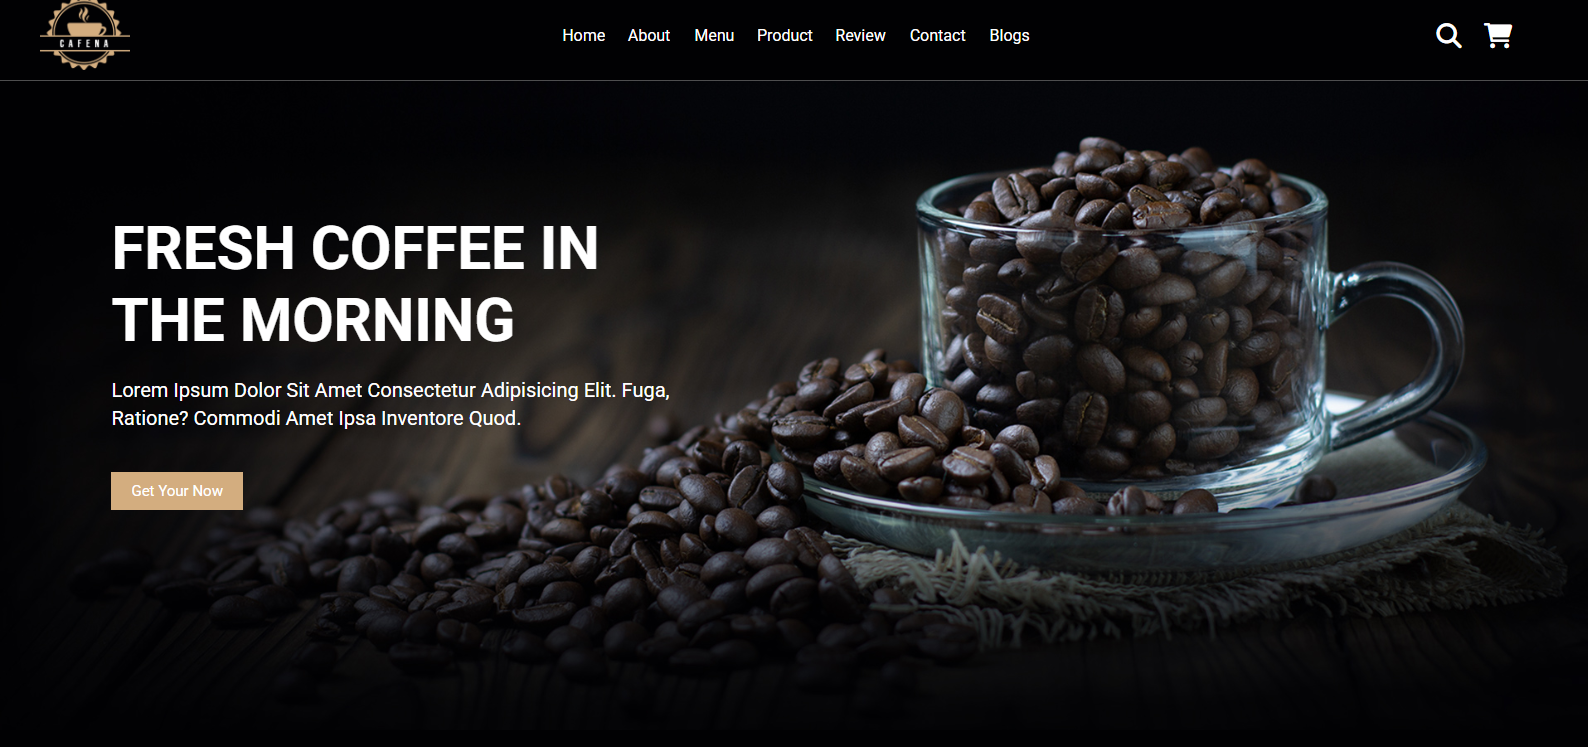 CAFENA
Home About Menu Product Review Contact Blogs
FRESH COFFEE IN
THE MORNING
Lorem Ipsum Dolor Sit Amet Consectetur Adipisicing Elit. Fuga,
Ratione? Commodi Amet Ipsa Inventore Quod.
Get Your Now